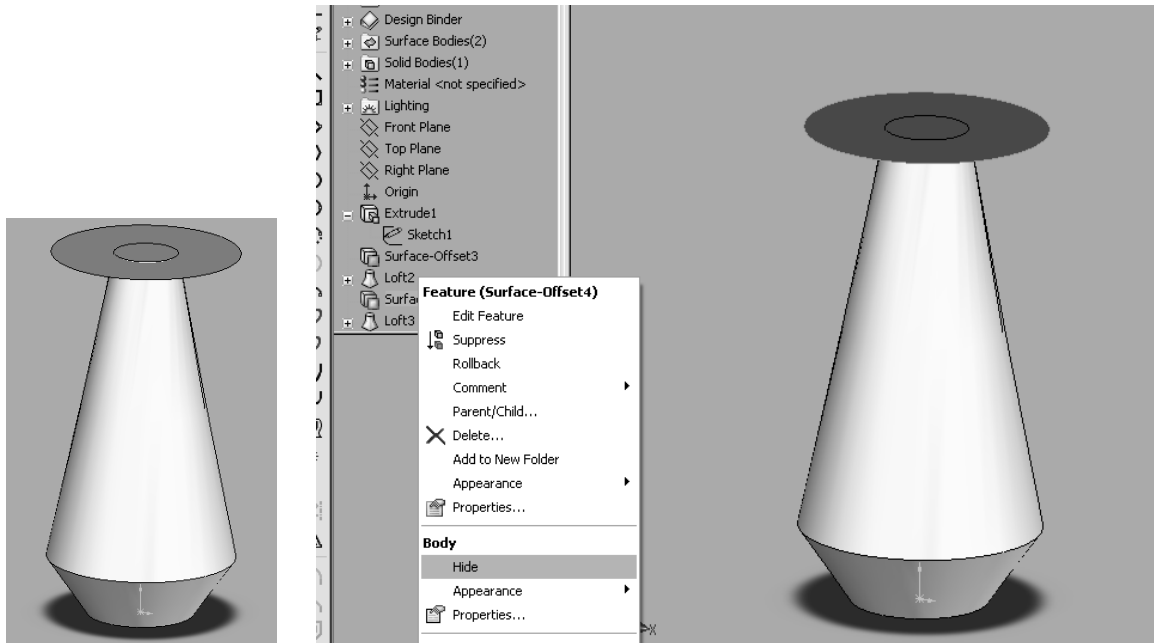 Design Binder
Surface Bodies(2)
Solid Bodies(1)
Material <not specified>
Lighting
Front Plane
Top Plane
Right Plane
Origin
Extrude1
Sketch1
Surface-Offset3
Loft2
Surfa
Loft3
Feature (Surface-Offset4)
Edit Feature
Suppress
Rollback
Comment
Parent/Child...
Delete...
Add to New Folder
Appearance
Properties...
Body
Hide
Appearance
Properties...
X